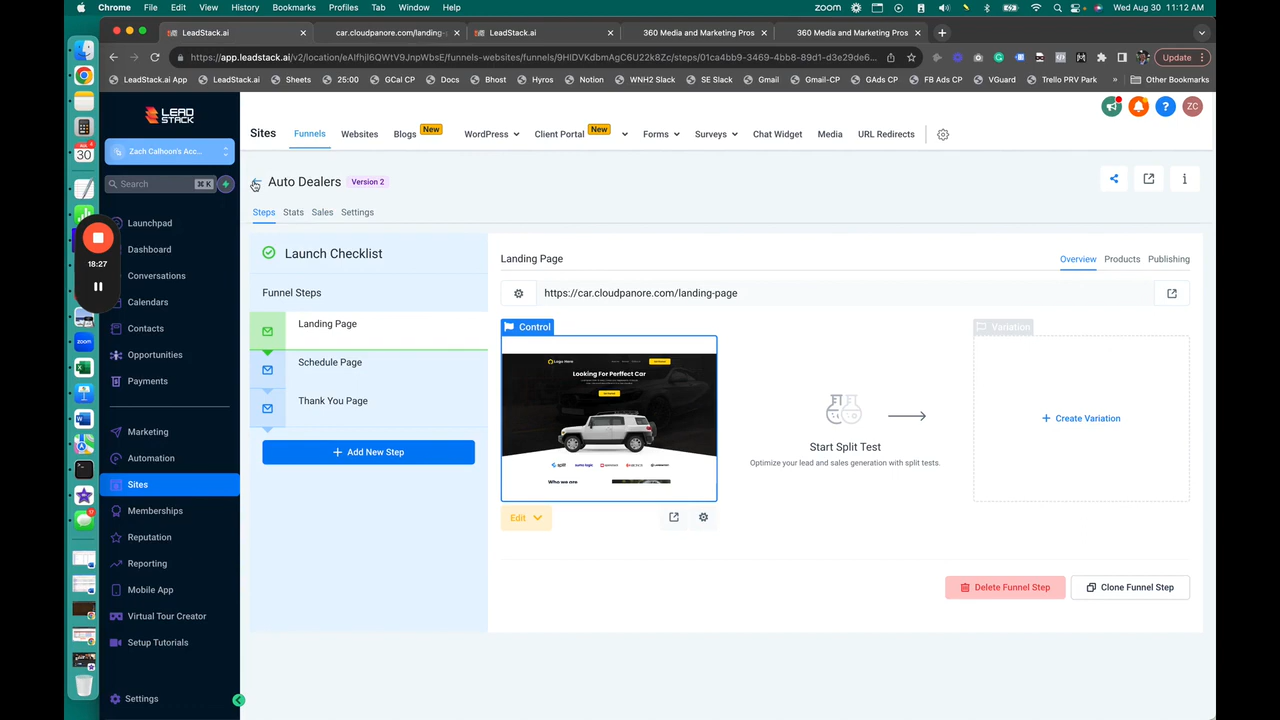 Chrome File Edit View History Bookmarks Profiles Tab Window Help
zoom Wed Aug 30 11:12 AM
LeadStack.ai
car.cloudpanore.com/landing-
LeadStack.ai
360 Media and Marketing Pros
360 Media and Marketing Pros
Update
LeadStack.ai App LeadStack.ai Sheets 25:00 GCal CP Docs Bhost Hyros Notion WNH2 Slack SE Slack Gmail Gmail-CP GAds CP FB Ads CP VGuard Trello PRV Park » Other Bookmarks
LEAD
STACK
Zach Calhoon's Acc...
Search ⌘ K
Launchpad
Dashboard
Conversations
Calendars
Contacts
Opportunities
Payments
Marketing
Automation
Sites
Memberships
Reputation
Reporting
Mobile App
Virtual Tour Creator
Setup Tutorials
Settings
30
18:27
ZC
Sites Funnels Websites Blogs New WordPress Client Portal New Forms Surveys Chat Widget Media URL Redirects
Auto Dealers Version 2
Steps Stats Sales Settings
Launch Checklist
Funnel Steps
Landing Page
Schedule Page
Thank You Page
+ Add New Step
Landing Page
Overview Products Publishing
https://car.cloudpanore.com/landing-page
Control
Looking For Perffect Car
Who we are
Edit
Start Split Test
Optimize your lead and sales generation with split tests.
Variation
+ Create Variation
Delete Funnel Step
Clone Funnel Step